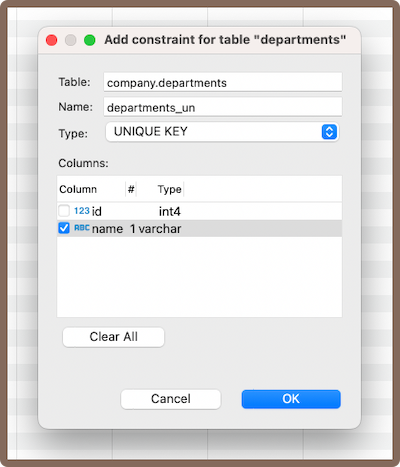 Add constraint for table "departments"
Table: company.departments
Name: departments_un
Type: UNIQUE KEY
Columns:
Column # Type
123 id int4
ABC name 1 varchar
Clear All
Cancel OK